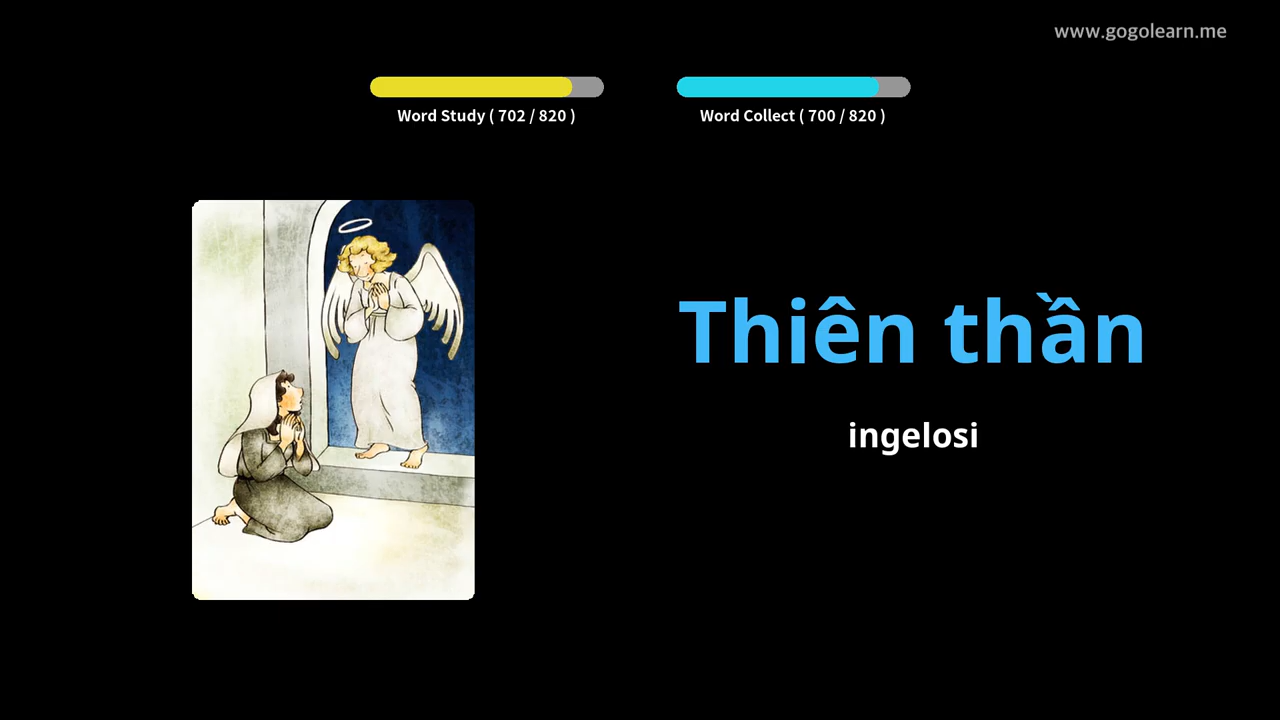 www.gogolearn.me
Word Study ( 702 / 820 )
Word Collect ( 700 / 820 )
Thiên thần
ingelosi